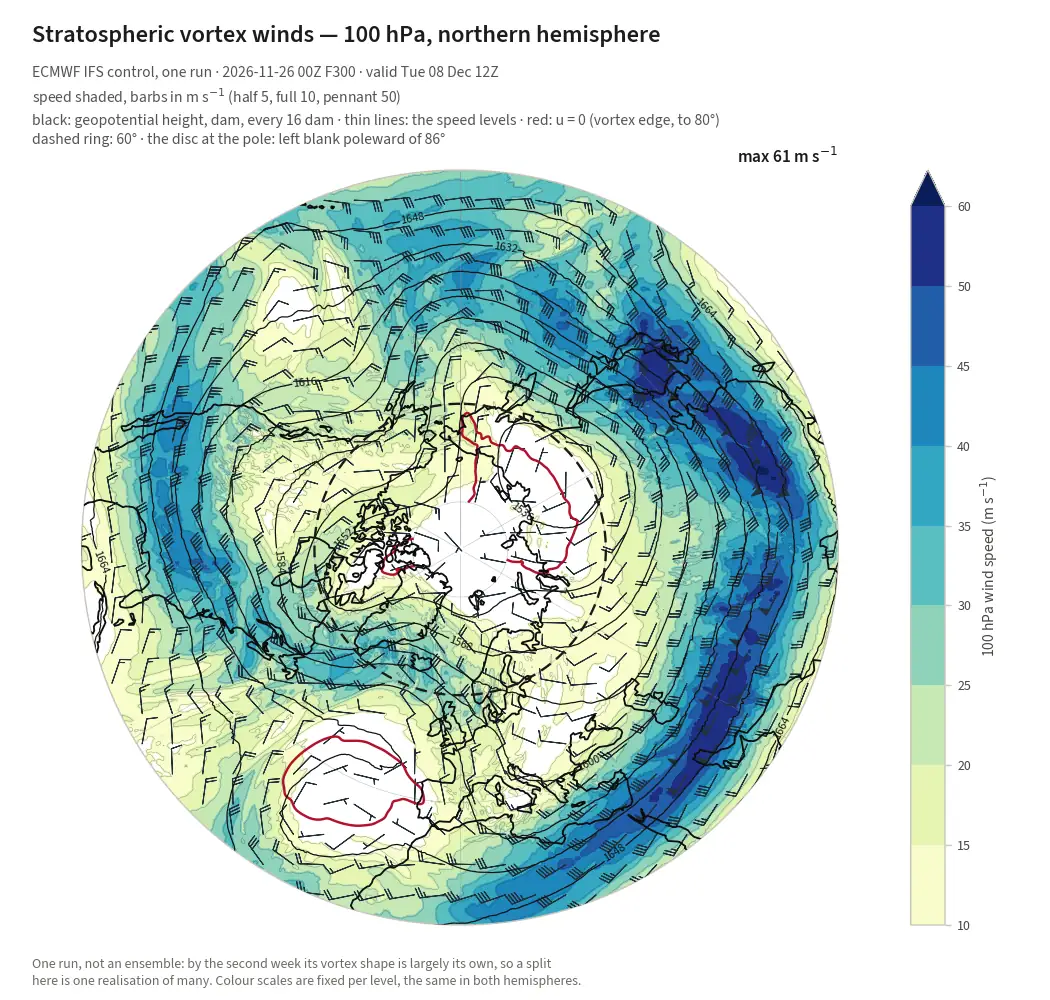 Stratospheric vortex winds — 100 hPa, northern hemisphere
ECMWF IFS control, one run · 2026-11-26 00Z F300 · valid Tue 08 Dec 12Z
speed shaded, barbs in m s⁻¹ (half 5, full 10, pennant 50)
black: geopotential height, dam, every 16 dam · thin lines: the speed levels · red: u = 0 (vortex edge, to 80°)
dashed ring: 60° · the disc at the pole: left blank poleward of 86°
max 61 m s⁻¹
1648
1632
1664
1616
1584
1664
1568
1600
1664
1648
60
50
45
40
35
30
25
20
15
10
100 hPa wind speed (m s⁻¹)
One run, not an ensemble: by the second week its vortex shape is largely its own, so a split
here is one realisation of many. Colour scales are fixed per level, the same in both hemispheres.